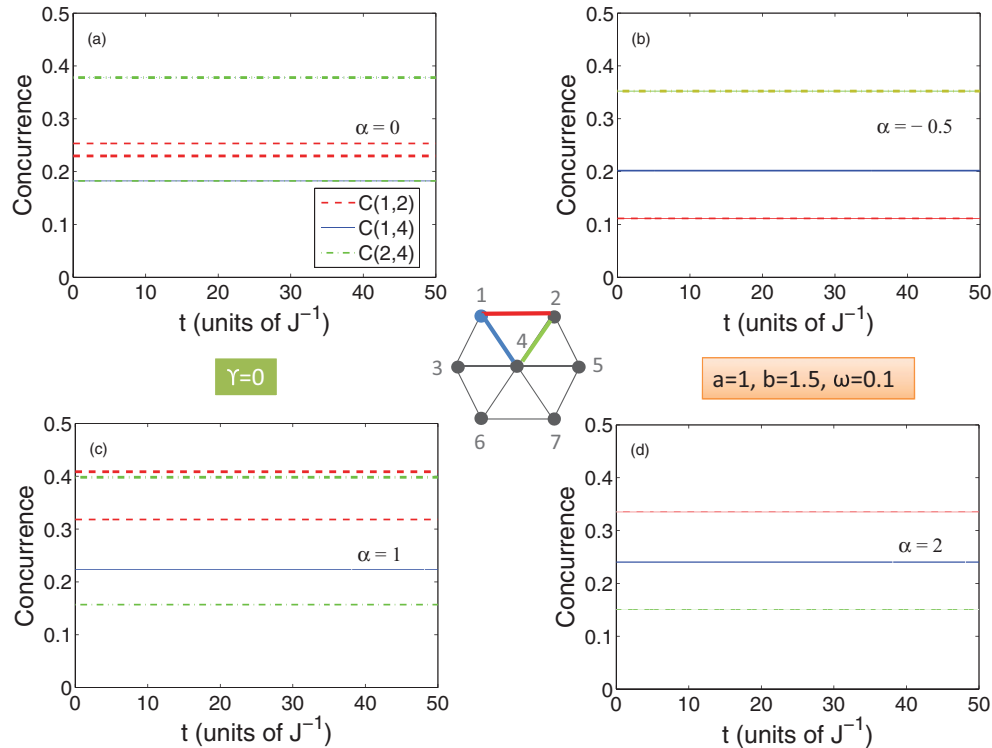 (a)
0.5
0.4
0.3
0.2
0.1
0
Concurrence
α = 0
C(1,2)
C(1,4)
C(2,4)
0 10 20 30 40 50
t (units of J⁻¹)
(b)
0.5
0.4
0.3
0.2
0.1
0
Concurrence
α = − 0.5
0 10 20 30 40 50
t (units of J⁻¹)
1 2
4
3 5
6 7
ϒ=0
a=1, b=1.5, ω=0.1
(c)
0.5
0.4
0.3
0.2
0.1
0
Concurrence
α = 1
0 10 20 30 40 50
t (units of J⁻¹)
(d)
0.5
0.4
0.3
0.2
0.1
0
Concurrence
α = 2
0 10 20 30 40 50
t (units of J⁻¹)